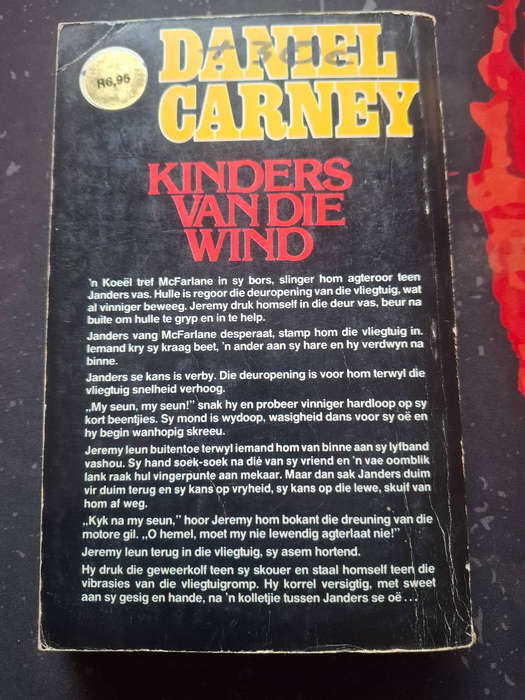 R6,95
DANIEL
CARNEY
KINDERS
VAN DIE
WIND
'n Koeël tref McFarlane in sy bors, slinger hom agteroor teen
Janders vas. Hulle is regoor die deuropening van die vliegtuig, wat
al vinniger beweeg. Jeremy druk homself in die deur vas, beur na
buite om hulle te gryp en in te help.
Janders vang McFarlane desperaat, stamp hom die vliegtuig in.
Iemand kry sy kraag beet, 'n ander aan sy hare en hy verdwyn na
binne.
Janders se kans is verby. Die deuropening is voor hom terwyl die
vliegtuig snelheid verhoog.
„My seun, my seun!” snak hy en probeer vinniger hardloop op sy
kort beentjies. Sy mond is wydoop, wasigheid dans voor sy oë en
hy begin wanhopig skreeu.
Jeremy leun buitentoe terwyl iemand hom van binne aan sy lyfband
vashou. Sy hand soek-soek na dié van sy vriend en 'n vae oomblik
lank raak hul vingerpunte aan mekaar. Maar dan sak Janders duim
vir duim terug en sy kans op vryheid, sy kans op die lewe, skuif van
hom af weg.
„Kyk na my seun,” hoor Jeremy hom bokant die dreuning van die
motore gil. „O hemel, moet my nie lewendig agterlaat nie!”
Jeremy leun terug in die vliegtuig, sy asem hortend.
Hy druk die geweerkolf teen sy skouer en staal homself teen die
vibrasies van die vliegtuigromp. Hy korrel versigtig, met sweet
aan sy gesig en hande, na 'n kolletjie tussen Janders se oë . . .